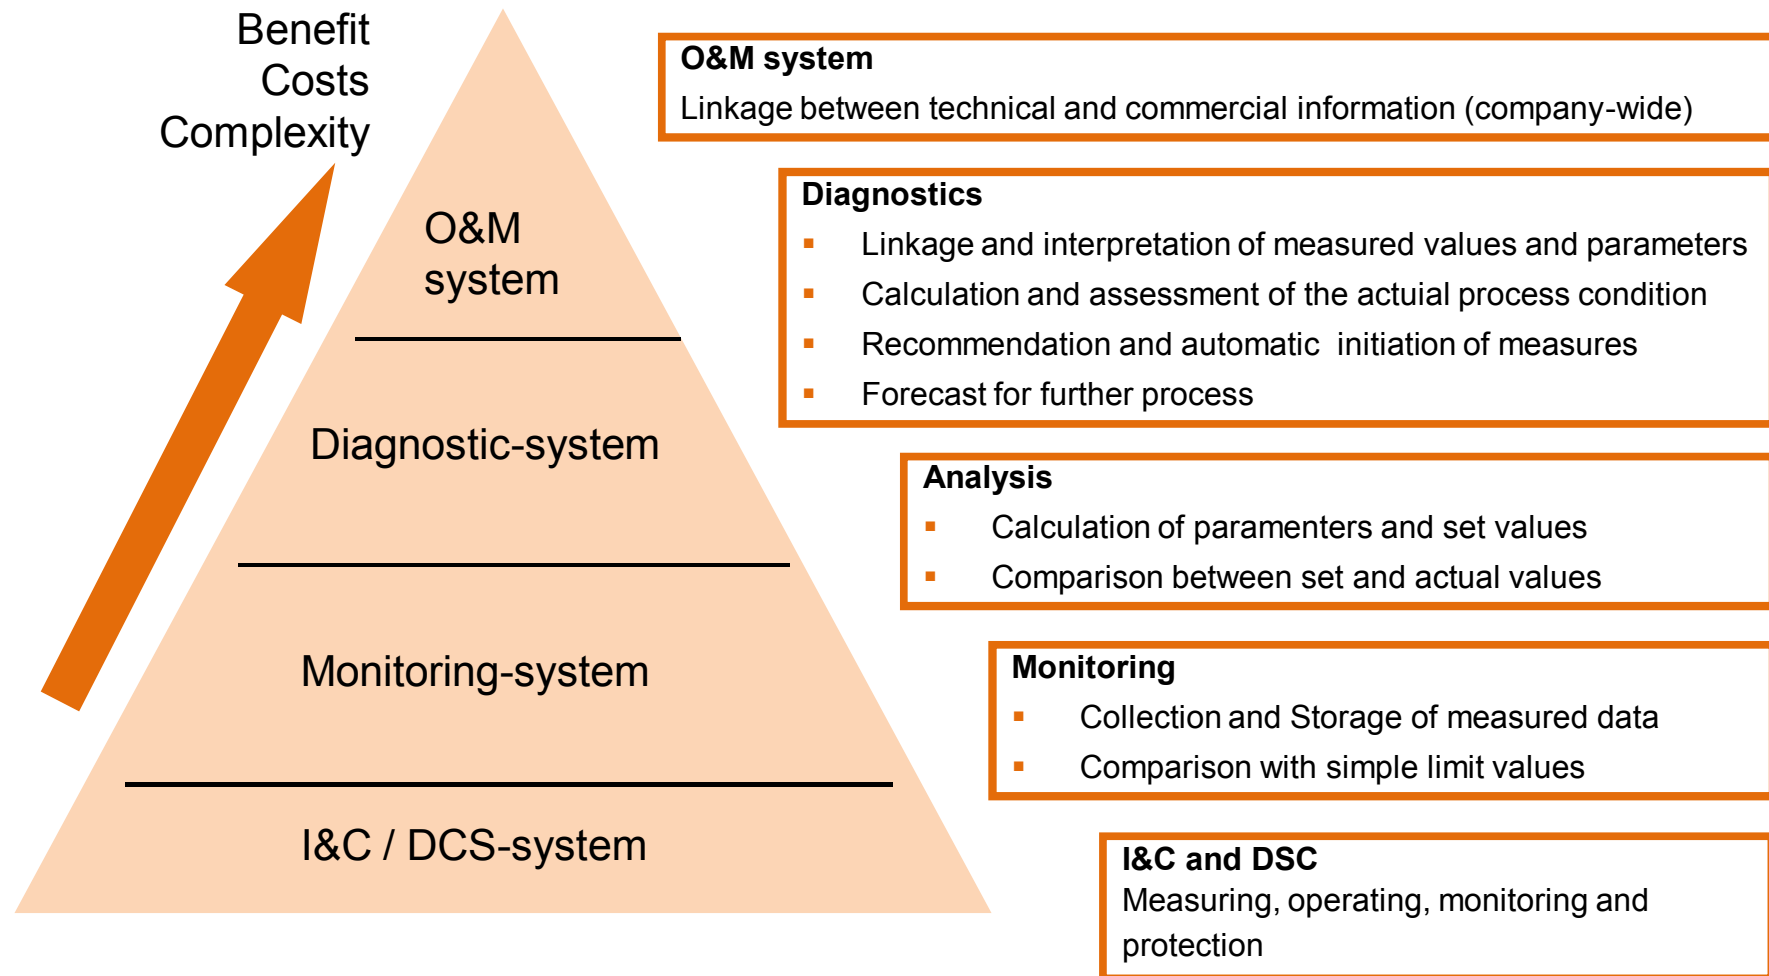 Benefit
Costs
Complexity
O&M
system
Diagnostic-system
Monitoring-system
I&C / DCS-system
O&M system
Linkage between technical and commercial information (company-wide)
Diagnostics
▪ Linkage and interpretation of measured values and parameters
▪ Calculation and assessment of the actuial process condition
▪ Recommendation and automatic initiation of measures
▪ Forecast for further process
Analysis
▪ Calculation of paramenters and set values
▪ Comparison between set and actual values
Monitoring
▪ Collection and Storage of measured data
▪ Comparison with simple limit values
I&C and DSC
Measuring, operating, monitoring and
protection